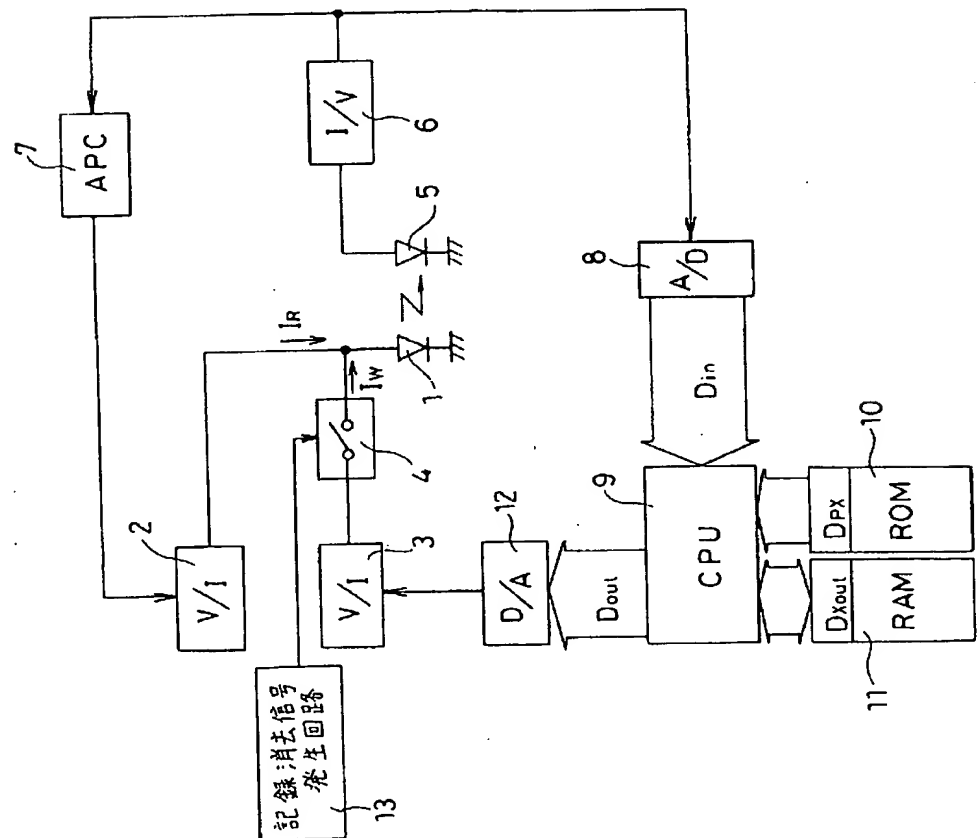 7
APC
I/V
6
5
2
V/I
IR
1
IW
4
8
A/D
Din
3
V/I
12
D/A
Dout
9
CPU
10
DPX
ROM
DXout
RAM
11
記録消去信号
発生回路
13